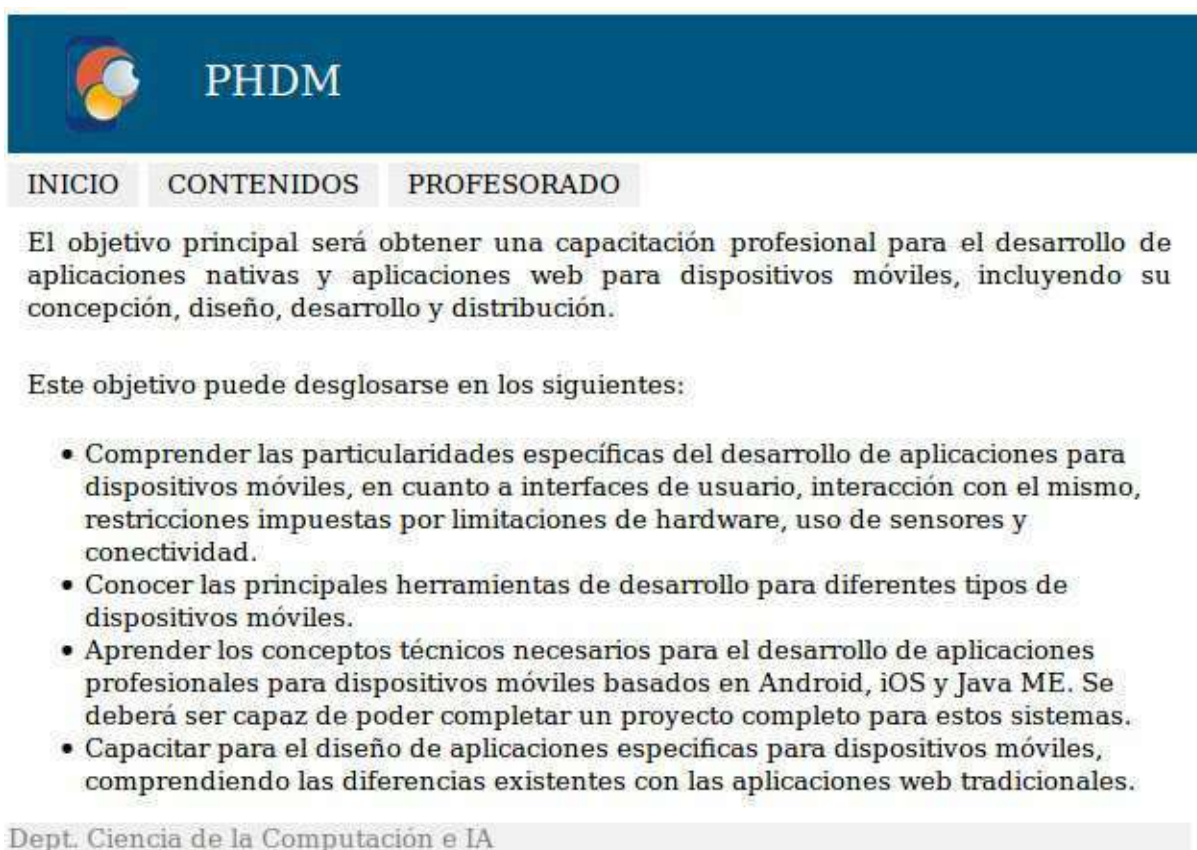 PHDM
INICIO CONTENIDOS PROFESORADO
El objetivo principal será obtener una capacitación profesional para el desarrollo de
aplicaciones nativas y aplicaciones web para dispositivos móviles, incluyendo su
concepción, diseño, desarrollo y distribución.
Este objetivo puede desglosarse en los siguientes:
• Comprender las particularidades específicas del desarrollo de aplicaciones para
dispositivos móviles, en cuanto a interfaces de usuario, interacción con el mismo,
restricciones impuestas por limitaciones de hardware, uso de sensores y
conectividad.
• Conocer las principales herramientas de desarrollo para diferentes tipos de
dispositivos móviles.
• Aprender los conceptos técnicos necesarios para el desarrollo de aplicaciones
profesionales para dispositivos móviles basados en Android, iOS y Java ME. Se
deberá ser capaz de poder completar un proyecto completo para estos sistemas.
• Capacitar para el diseño de aplicaciones especificas para dispositivos móviles,
comprendiendo las diferencias existentes con las aplicaciones web tradicionales.
Dept. Ciencia de la Computación e IA